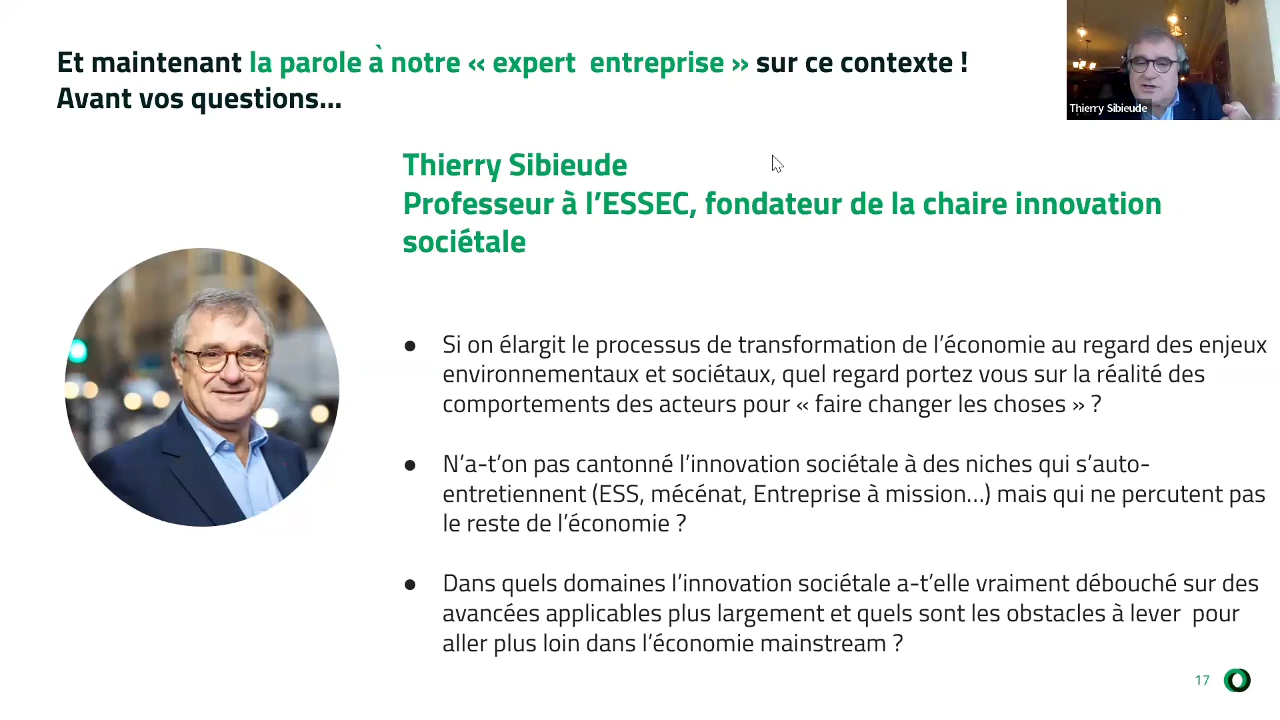 Et maintenant la parole à notre « expert  entreprise » sur ce contexte !
Avant vos questions...
Thierry Sibieude
Thierry Sibieude
Professeur à l’ESSEC, fondateur de la chaire innovation
sociétale
● Si on élargit le processus de transformation de l’économie au regard des enjeux
environnementaux et sociétaux, quel regard portez vous sur la réalité des
comportements des acteurs pour « faire changer les choses » ?
● N’a-t’on pas cantonné l’innovation sociétale à des niches qui s’auto-
entretiennent (ESS, mécénat, Entreprise à mission…) mais qui ne percutent pas
le reste de l’économie ?
● Dans quels domaines l’innovation sociétale a-t’elle vraiment débouché sur des
avancées applicables plus largement et quels sont les obstacles à lever  pour
aller plus loin dans l’économie mainstream ?
17